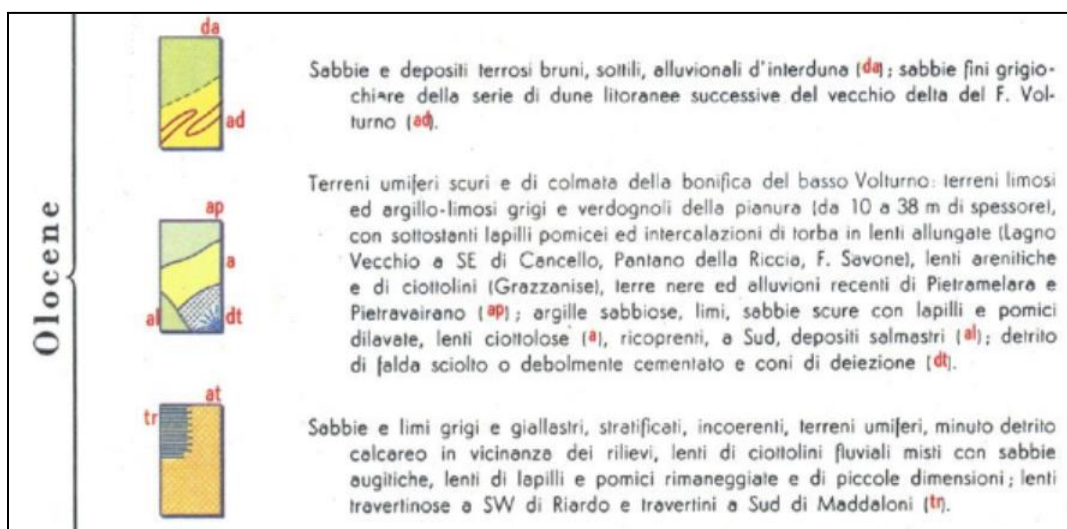 Olocene
da
ad
Sabbie e depositi terrosi bruni, sottili, alluvionali d'interduna (da); sabbie fini grigio-
chiare della serie di dune litoranee successive del vecchio delta del F. Vol-
turno (ad).
ap
a
al
dt
Terreni umiferi scuri e di colmata della bonifica del basso Volturno: terreni limosi
ed argillo-limosi grigi e verdognoli della pianura (da 10 a 38 m di spessore),
con sottostanti lapilli pomicei ed intercalazioni di torba in lenti allungate (Lagno
Vecchio a SE di Cancello, Pantano della Riccia, F. Savone), lenti arenitiche
e di ciottolini (Grazzanise), terre nere ed alluvioni recenti di Pietramelara e
Pietravairano (ap); argille sabbiose, limi, sabbie scure con lapilli e pomici
dilavate, lenti ciottolose (a), ricoprenti, a Sud, depositi salmastri (al); detrito
di falda sciolto o debolmente cementato e coni di deiezione (dt).
at
tr
Sabbie e limi grigi e giallastri, stratificati, incoerenti, terreni umiferi, minuto detrito
calcareo in vicinanza dei rilievi, lenti di ciottolini fluviali misti con sabbie
augitiche, lenti di lapilli e pomici rimaneggiate e di piccole dimensioni; lenti
travertinose a SW di Riardo e travertini a Sud di Maddaloni (tr).